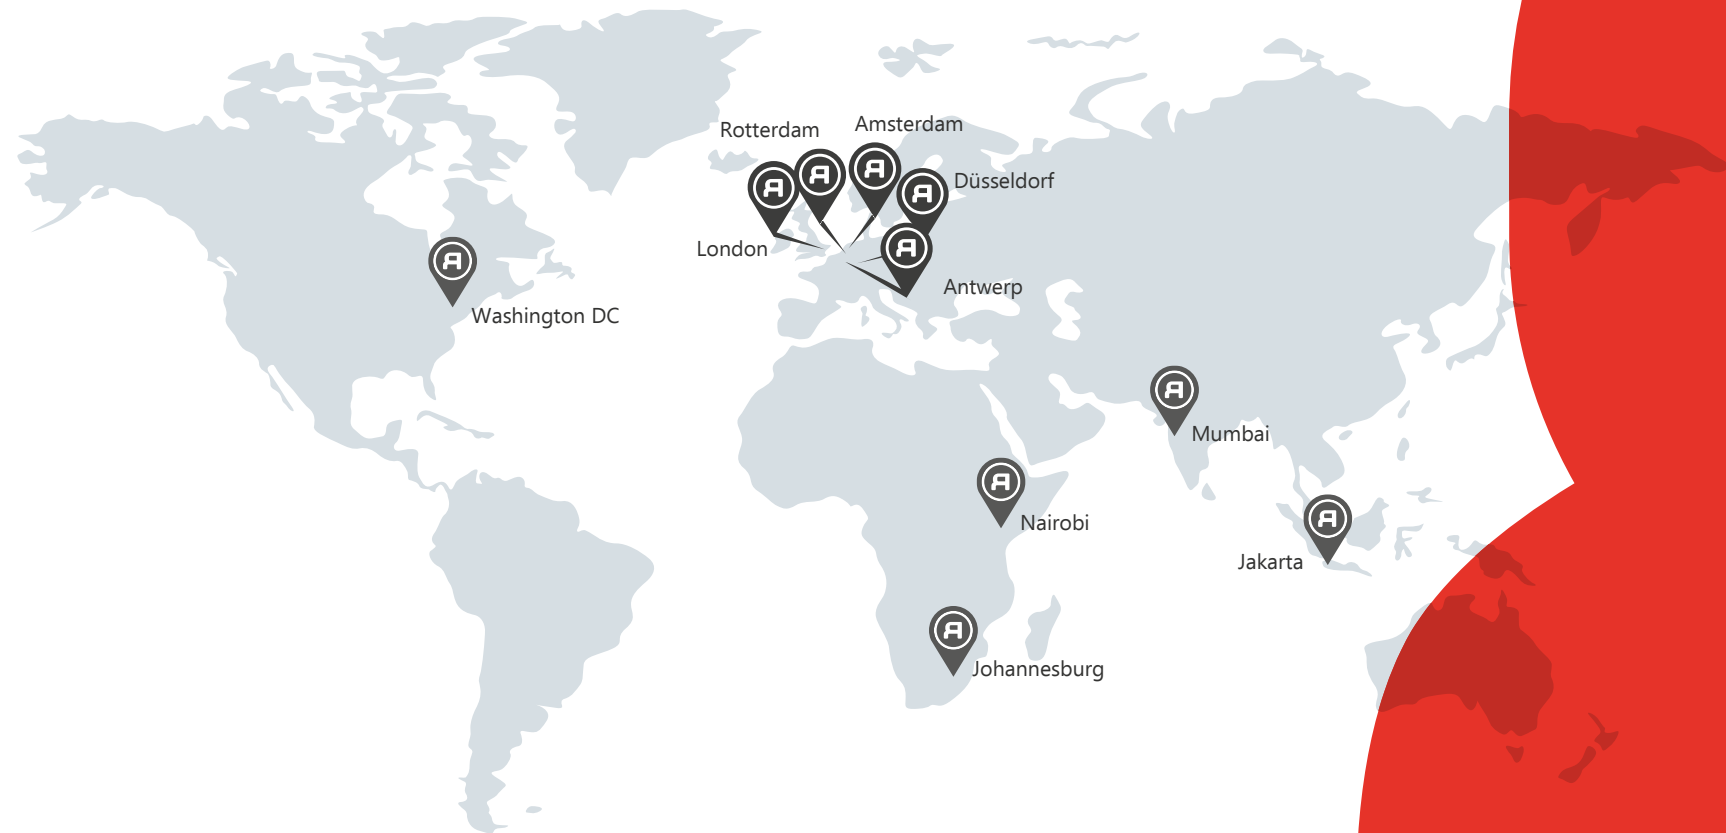 Rotterdam
Amsterdam
Düsseldorf
London
Antwerp
Washington DC
Mumbai
Nairobi
Jakarta
Johannesburg